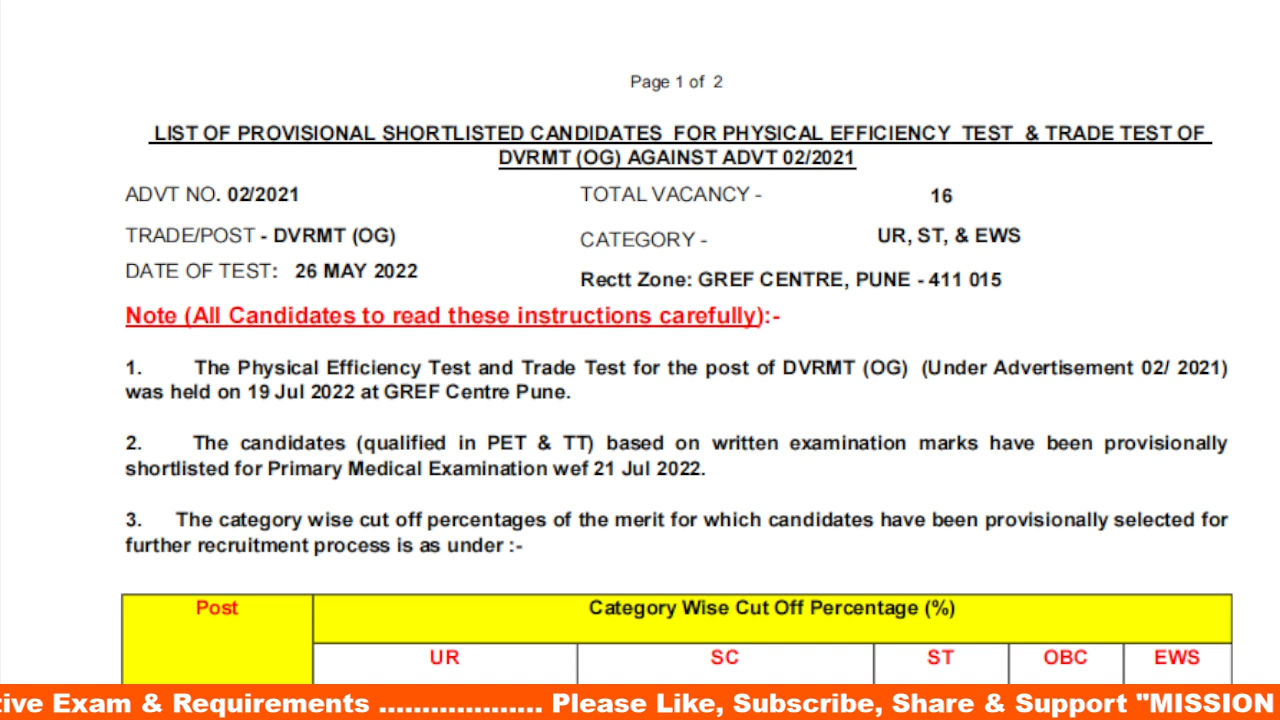 Page 1 of 2
LIST OF PROVISIONAL SHORTLISTED CANDIDATES FOR PHYSICAL EFFICIENCY TEST & TRADE TEST OF
DVRMT (OG) AGAINST ADVT 02/2021
ADVT NO. 02/2021 TOTAL VACANCY - 16
TRADE/POST - DVRMT (OG) CATEGORY - UR, ST, & EWS
DATE OF TEST: 26 MAY 2022 Rectt Zone: GREF CENTRE, PUNE - 411 015
Note (All Candidates to read these instructions carefully):-
1. The Physical Efficiency Test and Trade Test for the post of DVRMT (OG) (Under Advertisement 02/ 2021)
was held on 19 Jul 2022 at GREF Centre Pune.
2. The candidates (qualified in PET & TT) based on written examination marks have been provisionally
shortlisted for Primary Medical Examination wef 21 Jul 2022.
3. The category wise cut off percentages of the merit for which candidates have been provisionally selected for
further recruitment process is as under :-
Post Category Wise Cut Off Percentage (%)
UR SC ST OBC EWS
tive Exam & Requirements ................... Please Like, Subscribe, Share & Support "MISSION